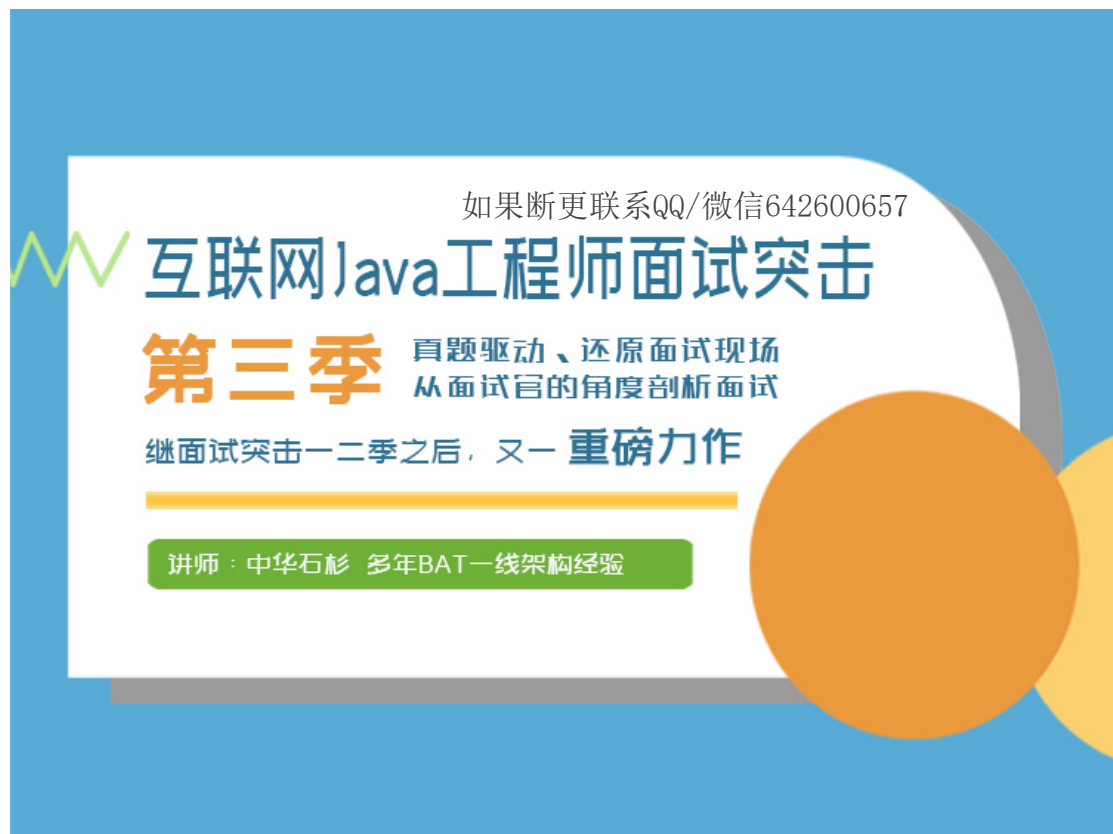 如果断更联系QQ/微信642600657
互联网Java工程师面试突击
第三季
真题驱动、还原面试现场
从面试官的角度剖析面试
继面试突击一二季之后，又一 重磅力作
讲师：中华石杉 多年BAT一线架构经验